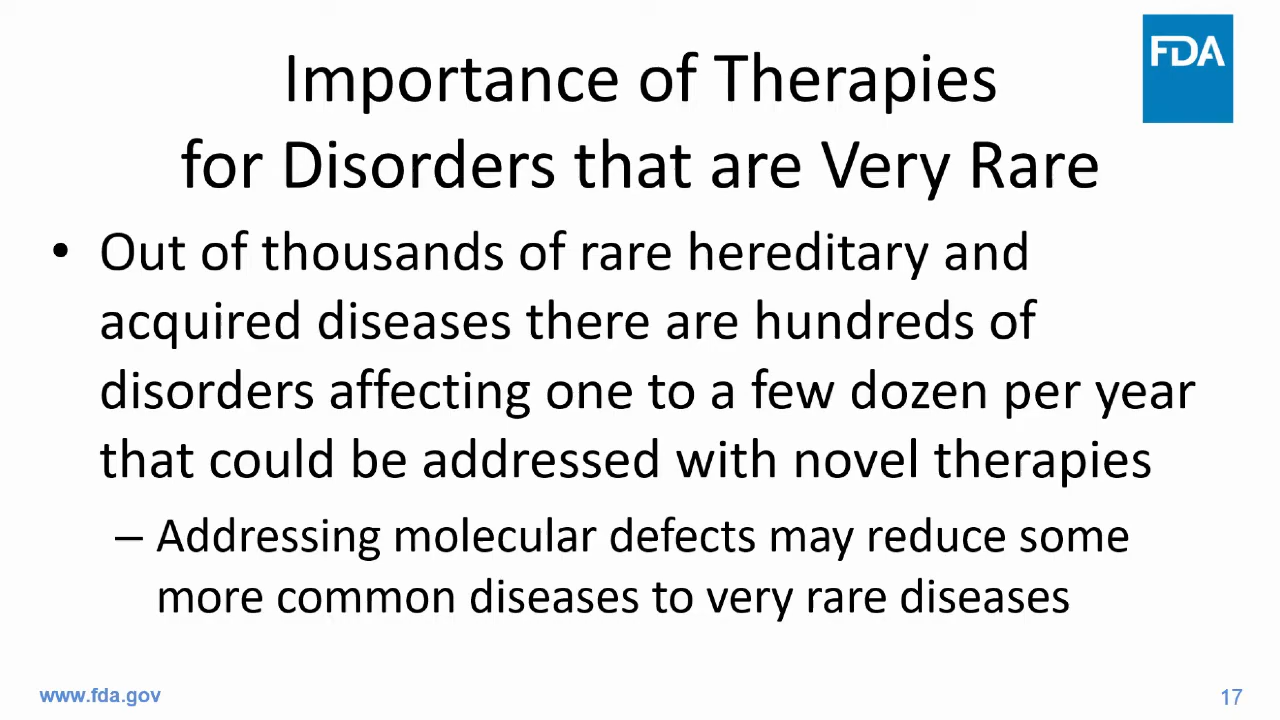 FDA
Importance of Therapies
for Disorders that are Very Rare
• Out of thousands of rare hereditary and
acquired diseases there are hundreds of
disorders affecting one to a few dozen per year
that could be addressed with novel therapies
– Addressing molecular defects may reduce some
more common diseases to very rare diseases
www.fda.gov
17